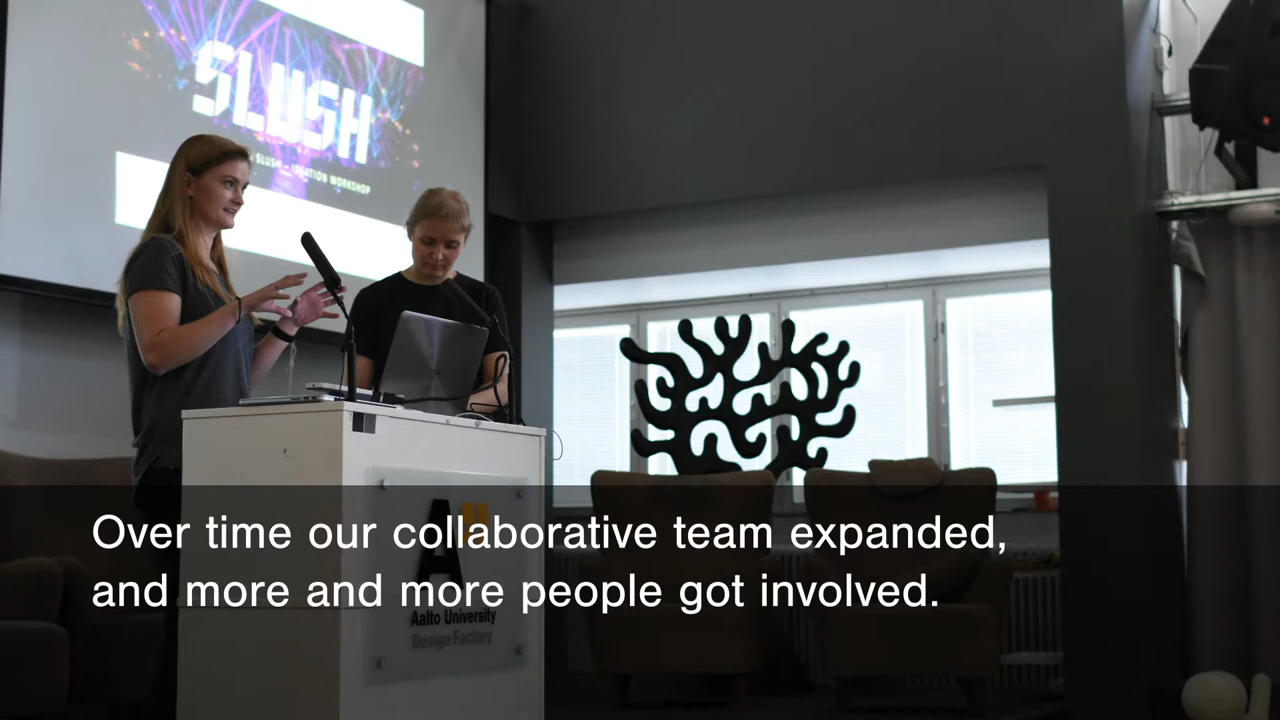 SLUSH
SLUSH _ IDEATION WORKSHOP
Over time our collaborative team expanded,
and more and more people got involved.
A!
Aalto University
Design Factory